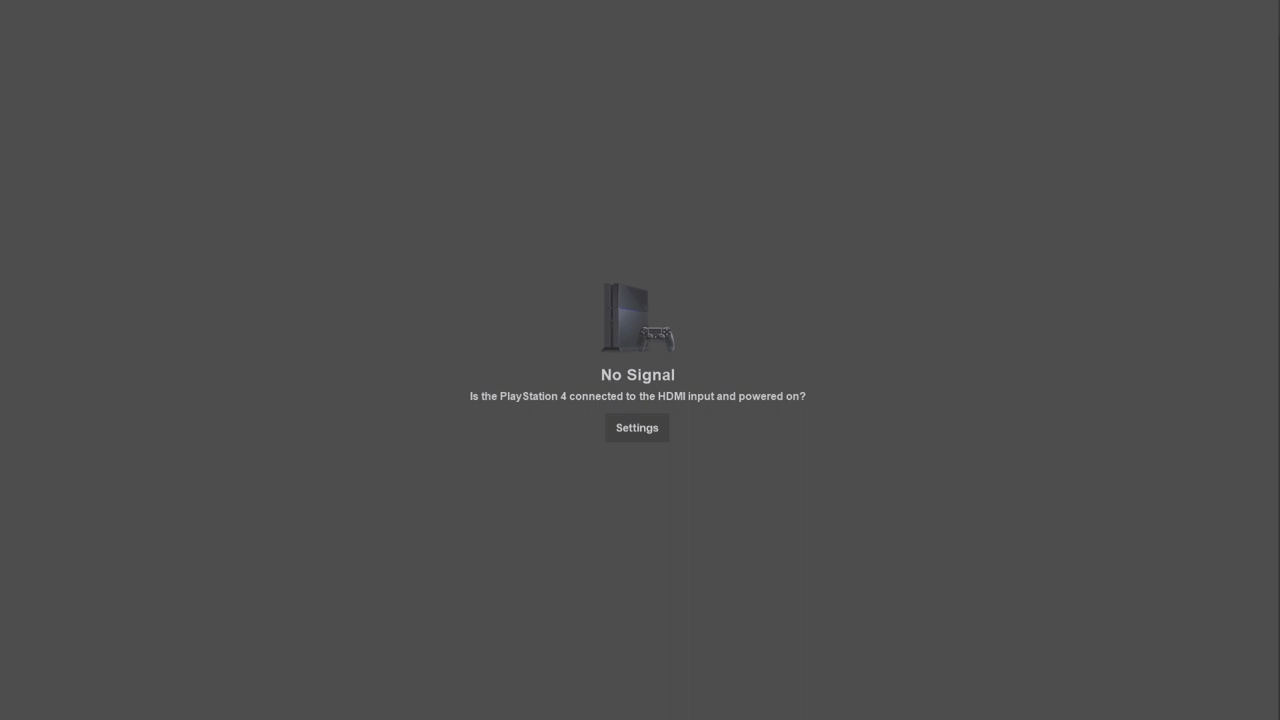 No Signal
Is the PlayStation 4 connected to the HDMI input and powered on?
Settings